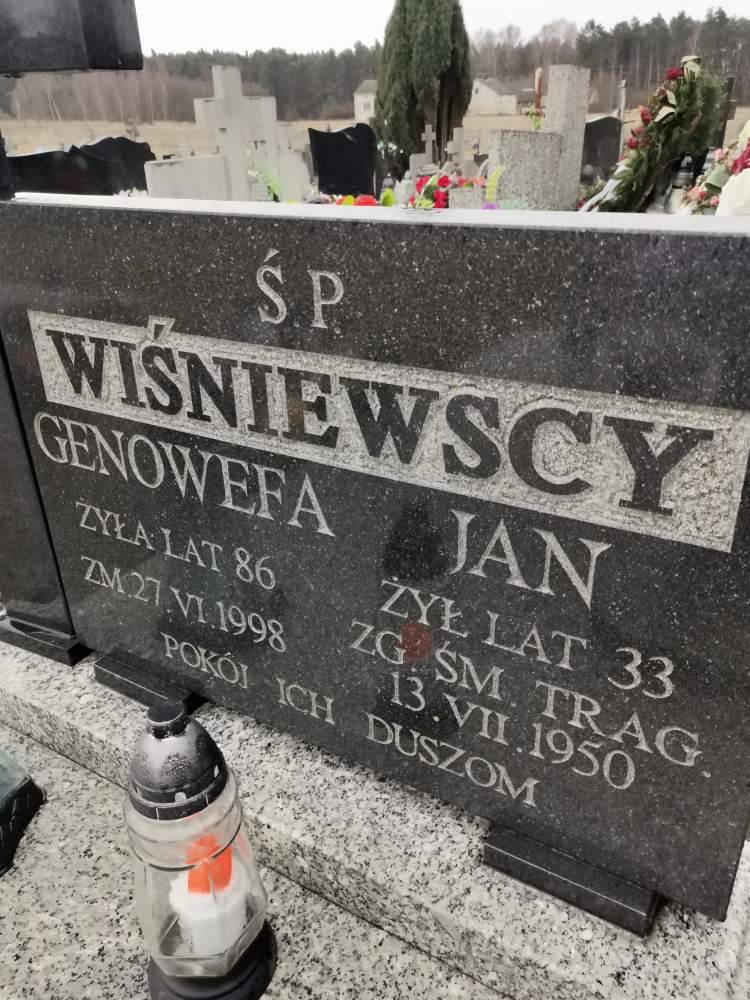 Ś.P.
WIŚNIEWSCY
GENOWEFA
ŻYŁA LAT 86
ZM.27.VI.1998
JAN
ŻYŁ LAT 33
ZG.ŚM.TRAG.
13.VII.1950
POKÓJ ICH DUSZOM